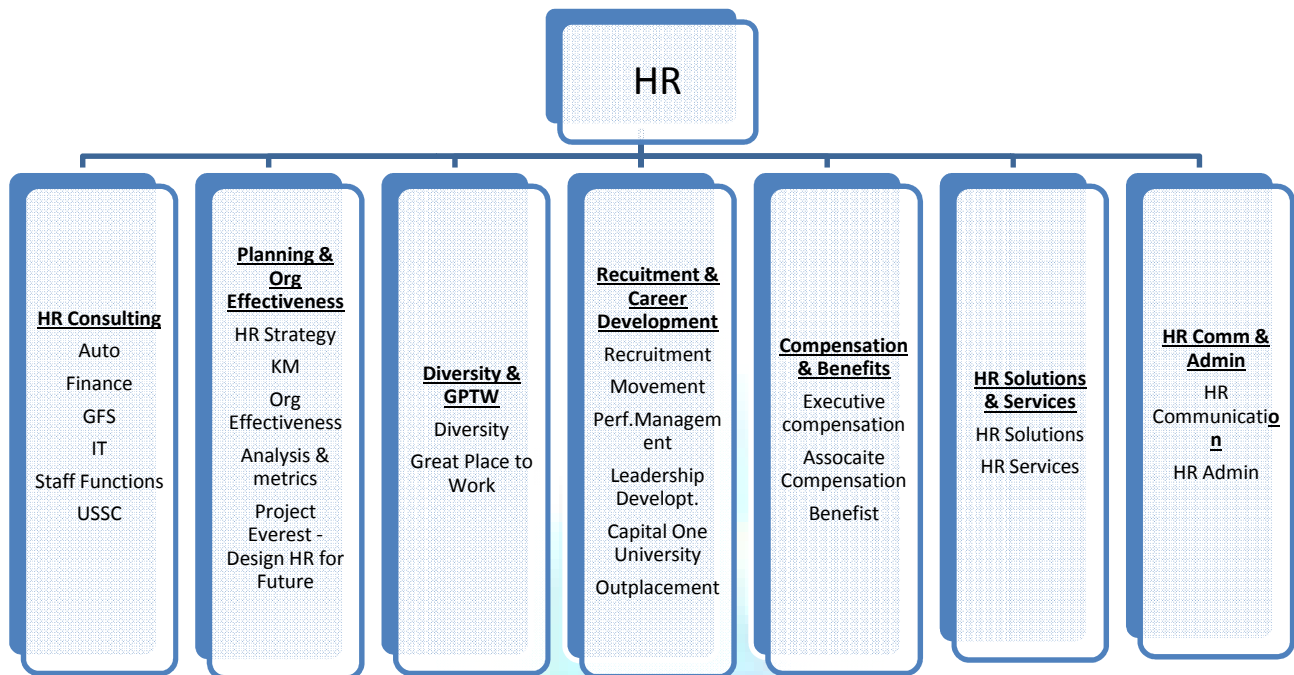 HR
HR Consulting
Auto
Finance
GFS
IT
Staff Functions
USSC
Planning &
Org
Effectiveness
HR Strategy
KM
Org
Effectiveness
Analysis &
metrics
Project
Everest -
Design HR for
Future
Diversity &
GPTW
Diversity
Great Place to
Work
Recuitment &
Career
Development
Recruitment
Movement
Perf.Managem
ent
Leadership
Developt.
Capital One
University
Outplacement
Compensation
& Benefits
Executive
compensation
Assocaite
Compensation
Benefist
HR Solutions
& Services
HR Solutions
HR Services
HR Comm &
Admin
HR
Communicatio
n
HR Admin